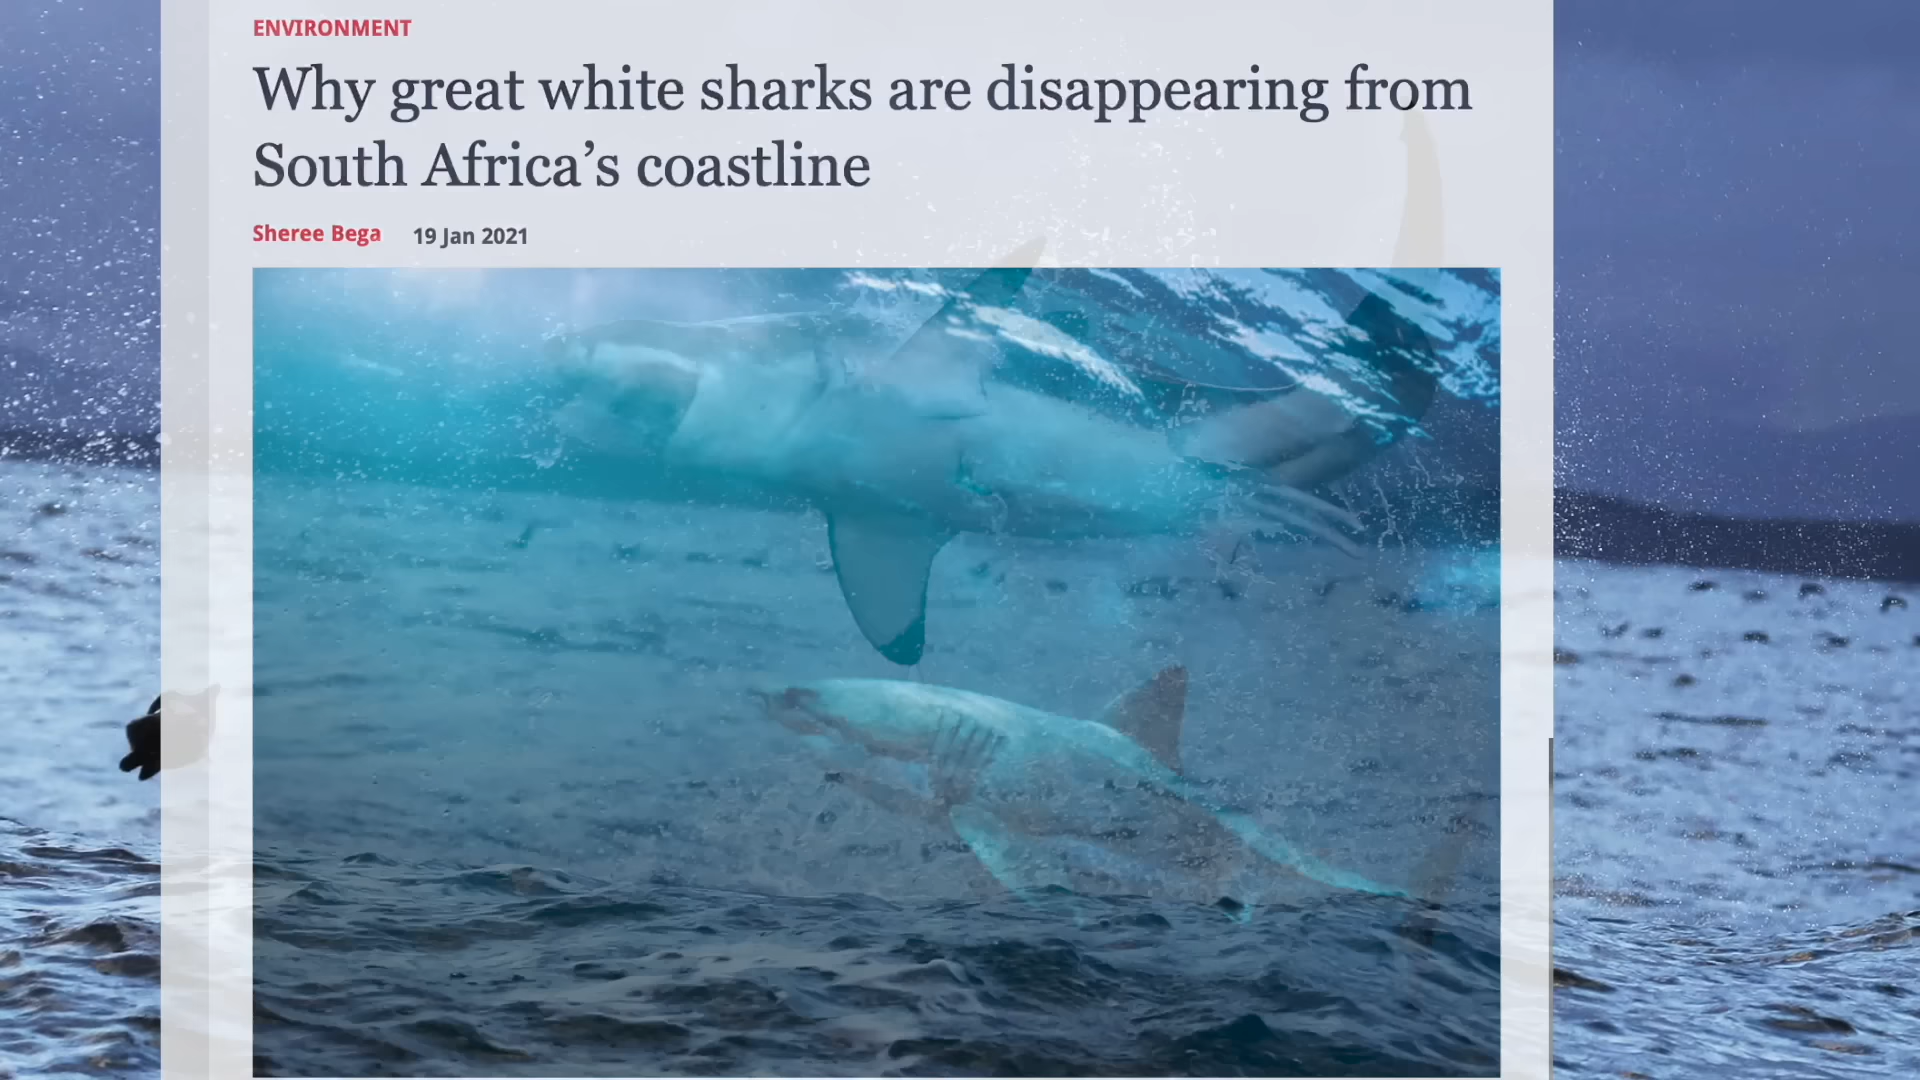 ENVIRONMENT
Why great white sharks are disappearing from
South Africa’s coastline
Sheree Bega 19 Jan 2021